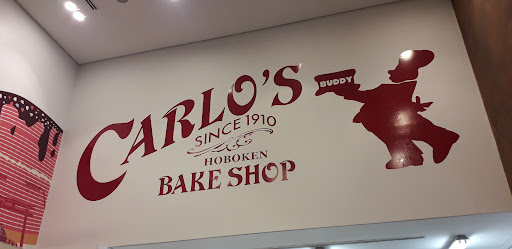 CARLO'S
BUDDY
SINCE 1910
HOBOKEN
BAKE SHOP